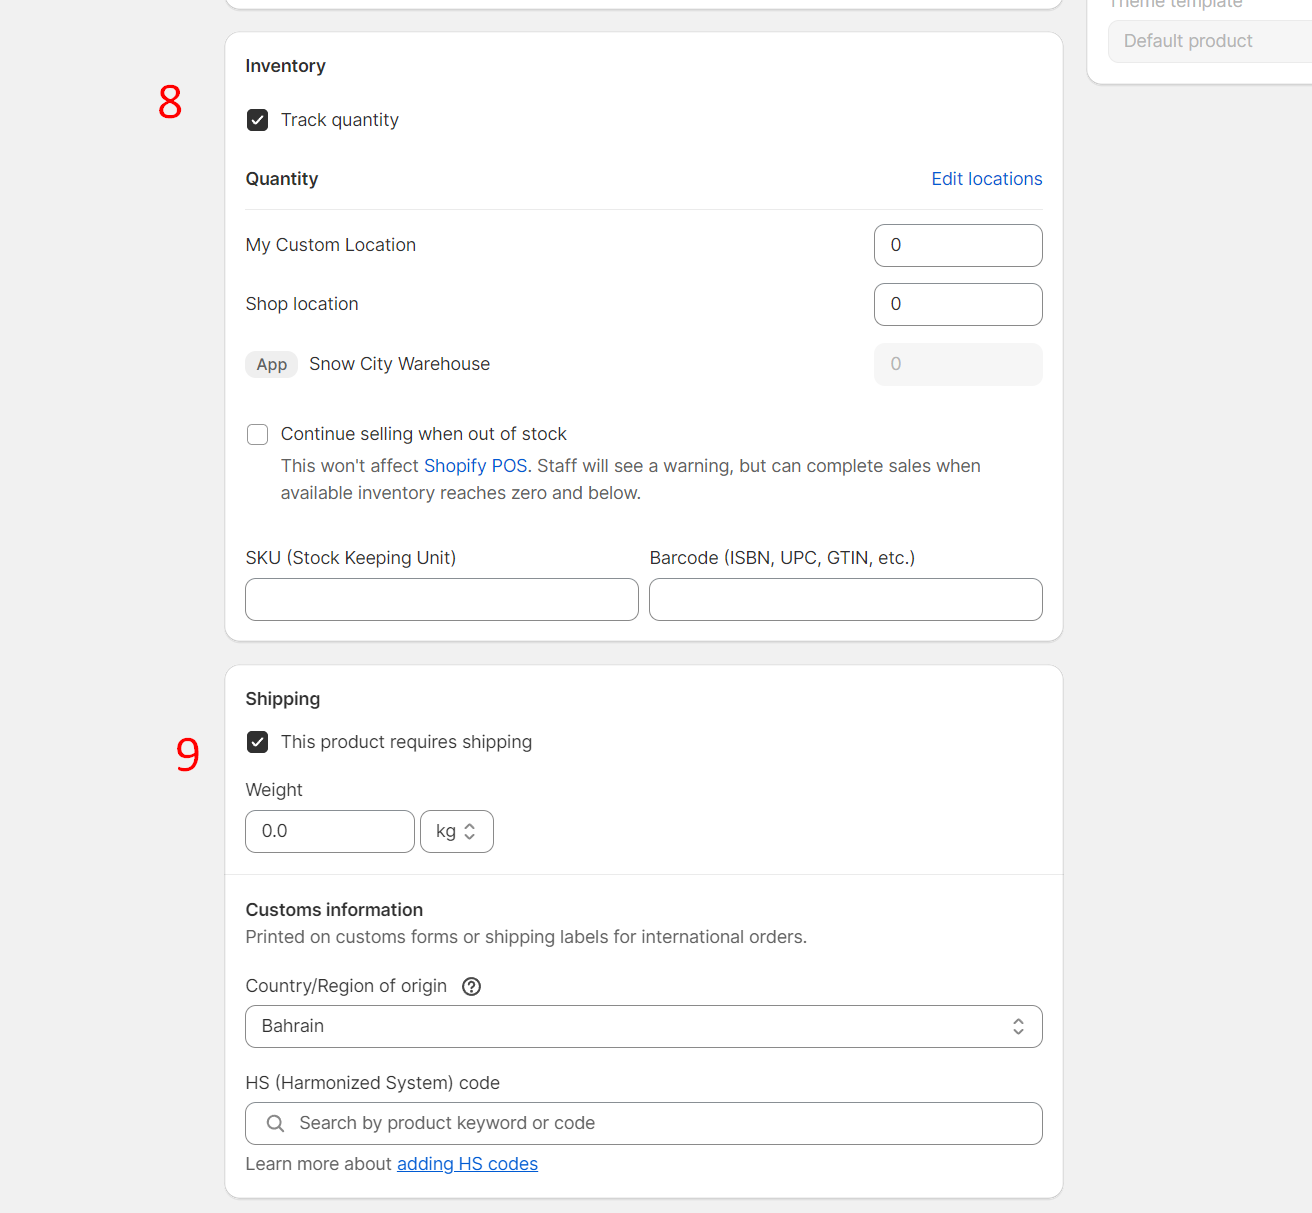 Theme template
Default product
Inventory
8
Track quantity
Quantity
Edit locations
My Custom Location
0
Shop location
0
App
Snow City Warehouse
0
Continue selling when out of stock
This won't affect Shopify POS. Staff will see a warning, but can complete sales when
available inventory reaches zero and below.
SKU (Stock Keeping Unit)
Barcode (ISBN, UPC, GTIN, etc.)
Shipping
9
This product requires shipping
Weight
0.0
kg
Customs information
Printed on customs forms or shipping labels for international orders.
Country/Region of origin
Bahrain
HS (Harmonized System) code
Search by product keyword or code
Learn more about adding HS codes